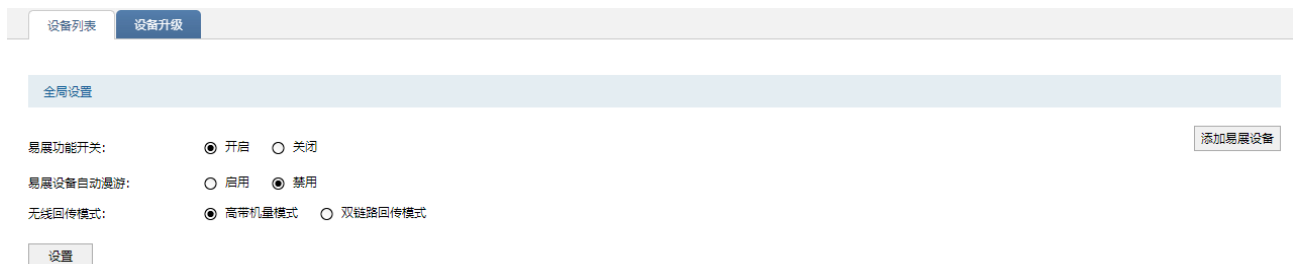 设备列表 设备升级
全局设置
添加易展设备
易展功能开关: 开启 关闭
易展设备自动漫游: 启用 禁用
无线回传模式: 高带机量模式 双链路回传模式
设置